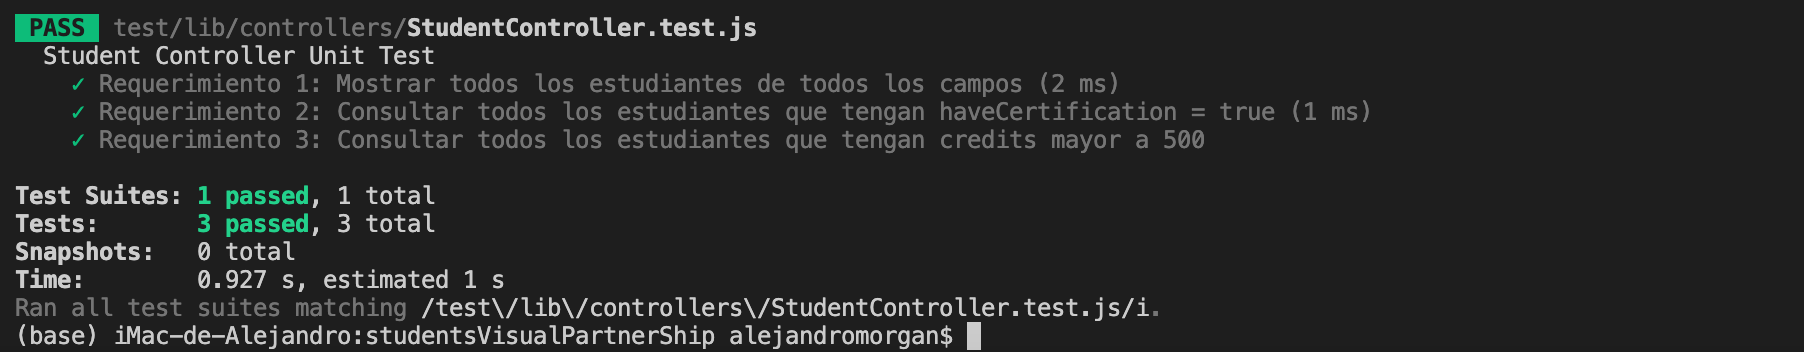 PASS test/lib/controllers/StudentController.test.js
Student Controller Unit Test
✓ Requerimiento 1: Mostrar todos los estudiantes de todos los campos (2 ms)
✓ Requerimiento 2: Consultar todos los estudiantes que tengan haveCertification = true (1 ms)
✓ Requerimiento 3: Consultar todos los estudiantes que tengan credits mayor a 500
Test Suites: 1 passed, 1 total
Tests: 3 passed, 3 total
Snapshots: 0 total
Time: 0.927 s, estimated 1 s
Ran all test suites matching /test\/lib\/controllers\/StudentController.test.js/i.
(base) iMac-de-Alejandro:studentsVisualPartnerShip alejandromorgan$